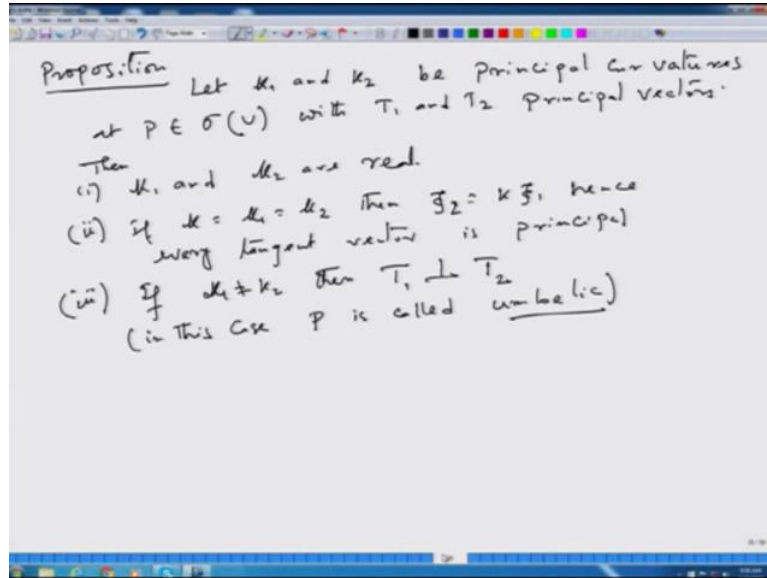 Proposition
Let κ₁ and κ₂ be principal curvatures
at P ∈ σ(U) with T₁ and T₂ principal vectors.
Then
(i) κ₁ and κ₂ are real.
(ii) if κ = κ₁ = κ₂ then 𝓕₂ = κ 𝓕₁ hence
every tangent vector is principal
(iii) If κ₁ ≠ κ₂ then T₁ ⊥ T₂
(in this case P is called umbelic)